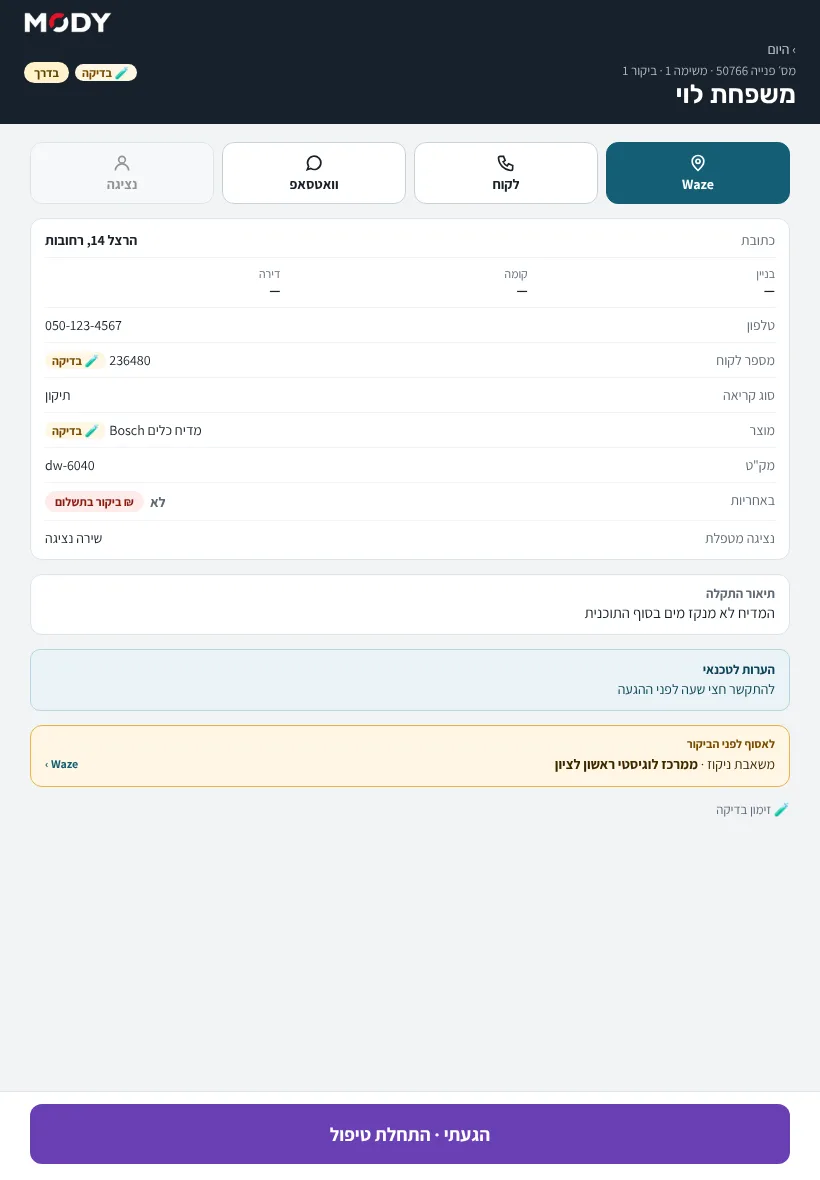 MODY
› היום
מס׳ פנייה 50766 · משימה 1 · ביקור 1
משפחת לוי
🧪 בדיקה
בדרך
Waze
לקוח
וואטסאפ
נציגה
כתובת הרצל 14, רחובות
בניין קומה דירה
— — —
טלפון 050-123-4567
מספר לקוח 236480 🧪 בדיקה
סוג קריאה תיקון
מוצר מדיח כלים Bosch 🧪 בדיקה
מק"ט dw-6040
באחריות לא ₪ ביקור בתשלום
נציגה מטפלת שירה נציגה
תיאור התקלה
המדיח לא מנקז מים בסוף התוכנית
הערות לטכנאי
להתקשר חצי שעה לפני ההגעה
לאסוף לפני הביקור
משאבת ניקוז · ממרכז לוגיסטי ראשון לציון Waze ›
🧪 זימון בדיקה
הגעתי · התחלת טיפול